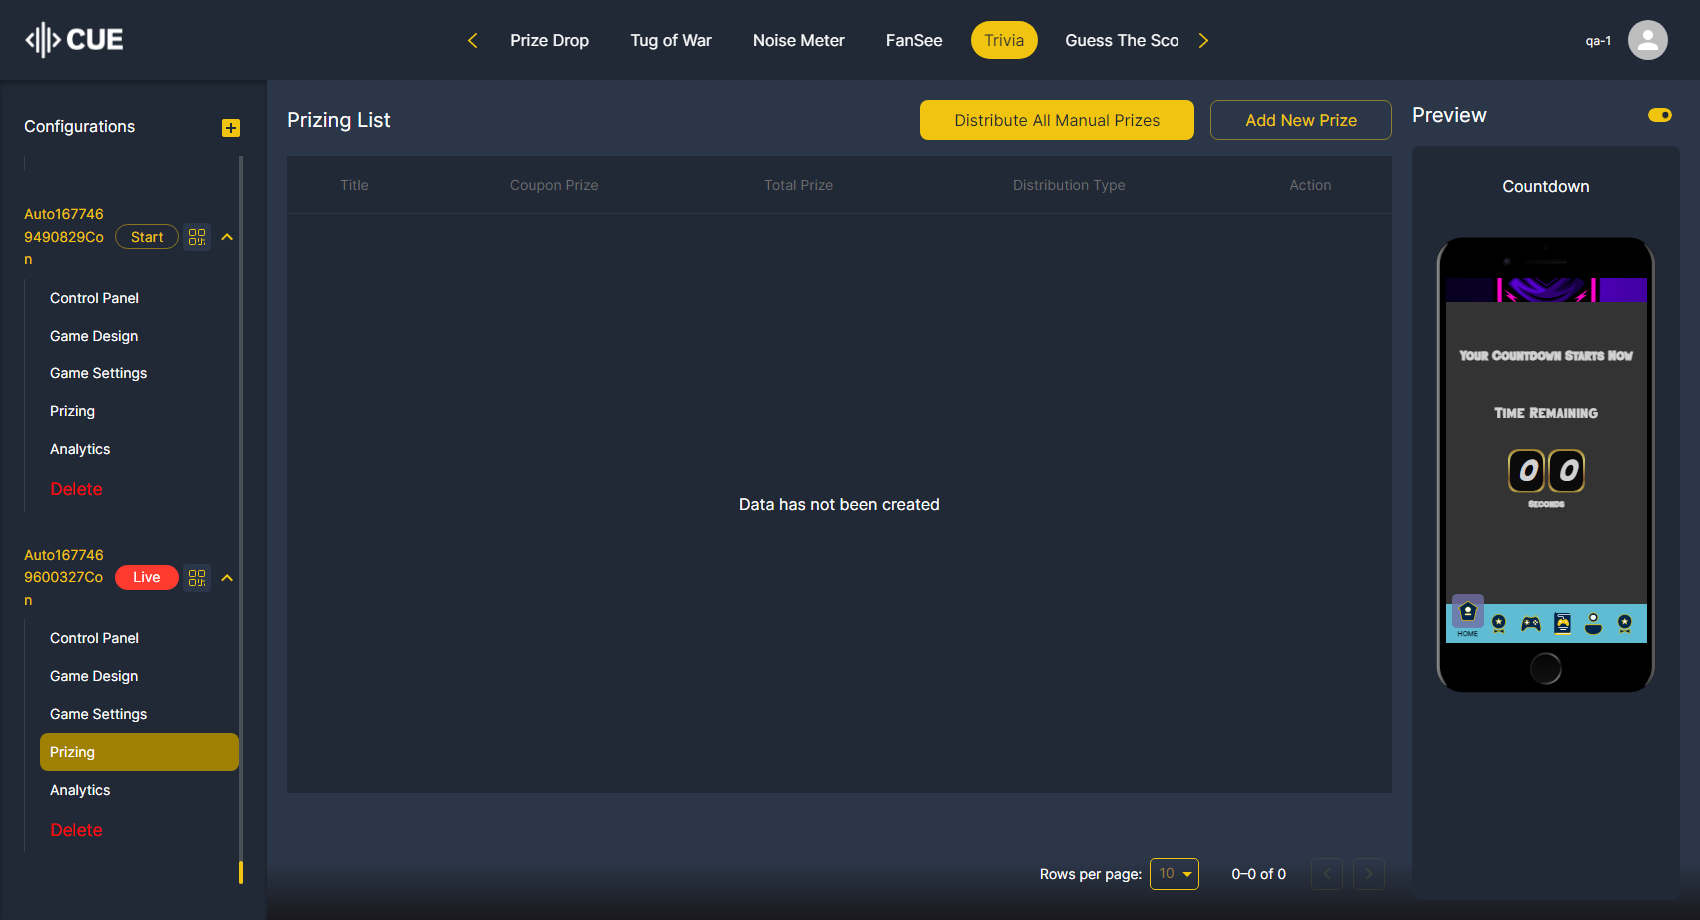 CUE
Prize Drop
Tug of War
Noise Meter
FanSee
Trivia
Guess The Sco
qa-1
Configurations
Auto167746
9490829Co
n
Start
Control Panel
Game Design
Game Settings
Prizing
Analytics
Delete
Auto167746
9600327Co
n
Live
Control Panel
Game Design
Game Settings
Prizing
Analytics
Delete
Prizing List
Distribute All Manual Prizes
Add New Prize
Title
Coupon Prize
Total Prize
Distribution Type
Action
Data has not been created
Rows per page:
10
0–0 of 0
Preview
Countdown
Your Countdown Starts Now
Time Remaining
0 0
Seconds
HOME